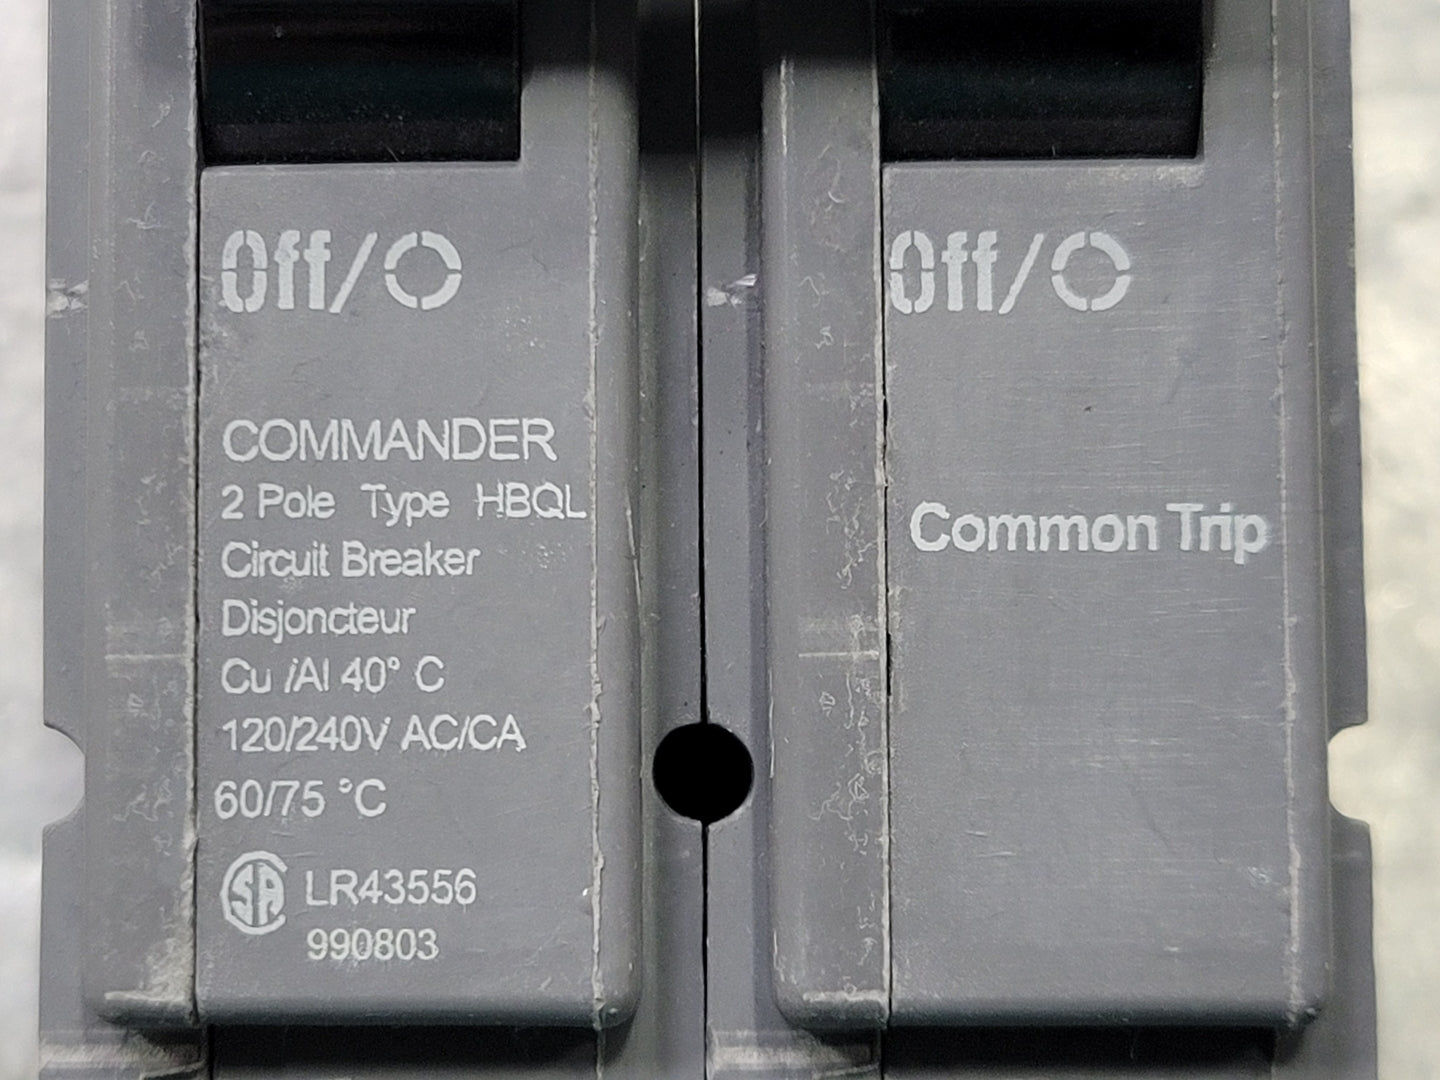 Off/O
COMMANDER
2 Pole Type HBQL
Circuit Breaker
Disjoncteur
Cu /Al 40° C
120/240V AC/CA
60/75 °C
SA LR43556
990803
Off/O
Common Trip